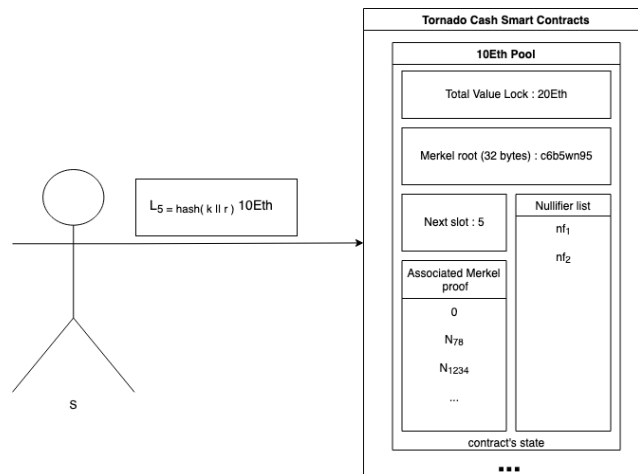 Tornado Cash Smart Contracts
10Eth Pool
Total Value Lock : 20Eth
Merkel root (32 bytes) : c6b5wn95
L5 = hash( k ll r ) 10Eth
Next slot : 5
Nullifier list
nf1
nf2
Associated Merkel
proof
0
N78
N1234
...
S
contract's state
...